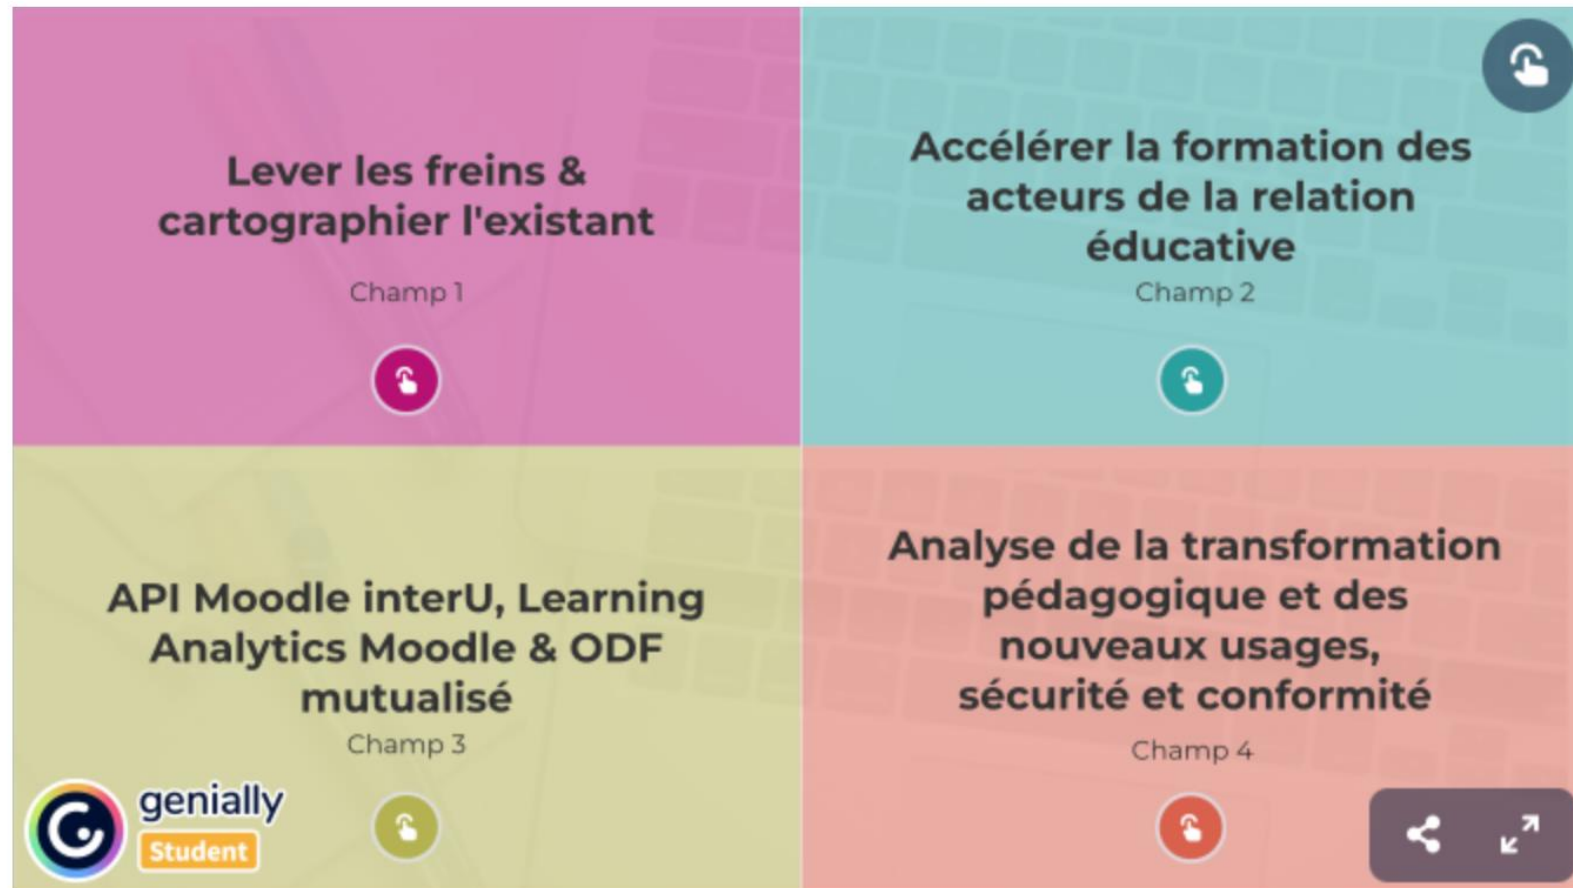 Lever les freins &
cartographier l'existant
Champ 1
Accélérer la formation des
acteurs de la relation
éducative
Champ 2
API Moodle interU, Learning
Analytics Moodle & ODF
mutualisé
Champ 3
Analyse de la transformation
pédagogique et des
nouveaux usages,
sécurité et conformité
Champ 4
genially
Student